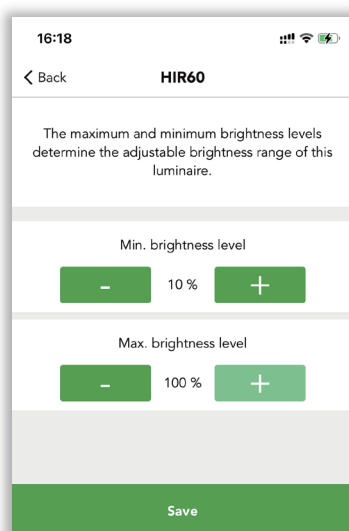 16:18
Back HIR60
The maximum and minimum brightness levels
determine the adjustable brightness range of this
luminaire.
Min. brightness level
- 10 % +
Max. brightness level
- 100 % +
Save